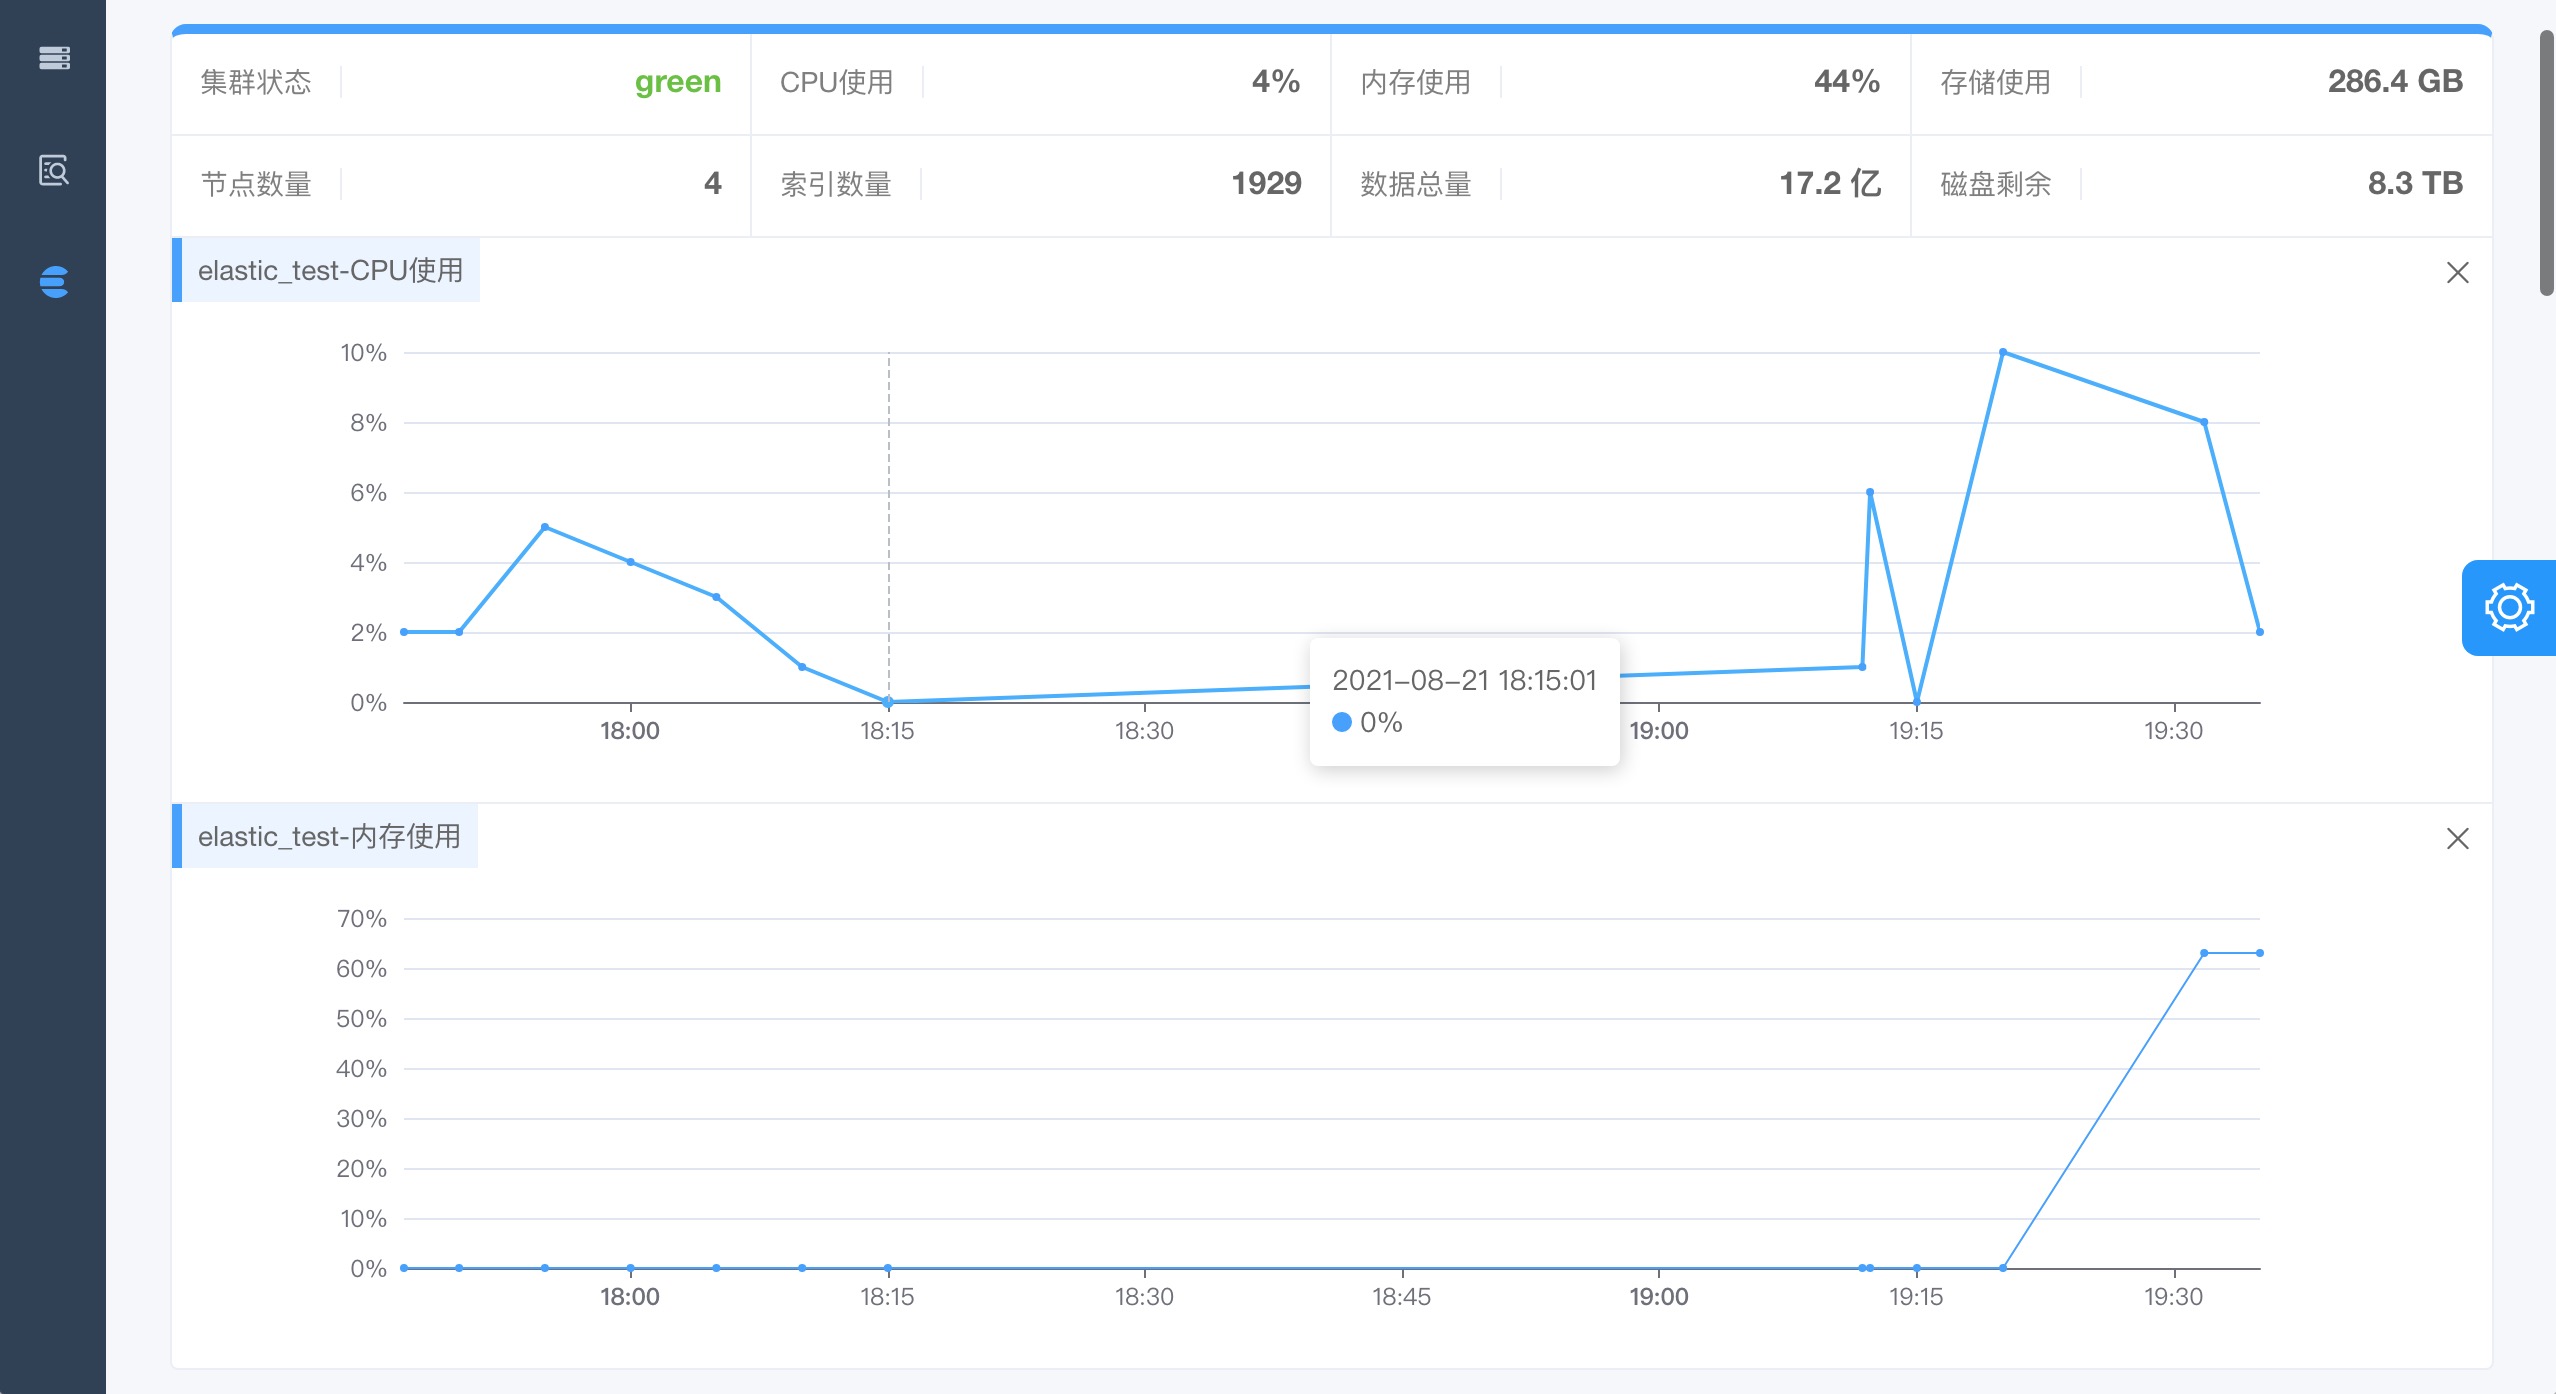 集群状态 green CPU使用 4% 内存使用 44% 存储使用 286.4 GB
节点数量 4 索引数量 1929 数据总量 17.2 亿 磁盘剩余 8.3 TB
elastic_test-CPU使用
10%
8%
6%
4%
2%
0%
18:00 18:15 18:30 19:00 19:15 19:30
2021-08-21 18:15:01
0%
elastic_test-内存使用
70%
60%
50%
40%
30%
20%
10%
0%
18:00 18:15 18:30 18:45 19:00 19:15 19:30